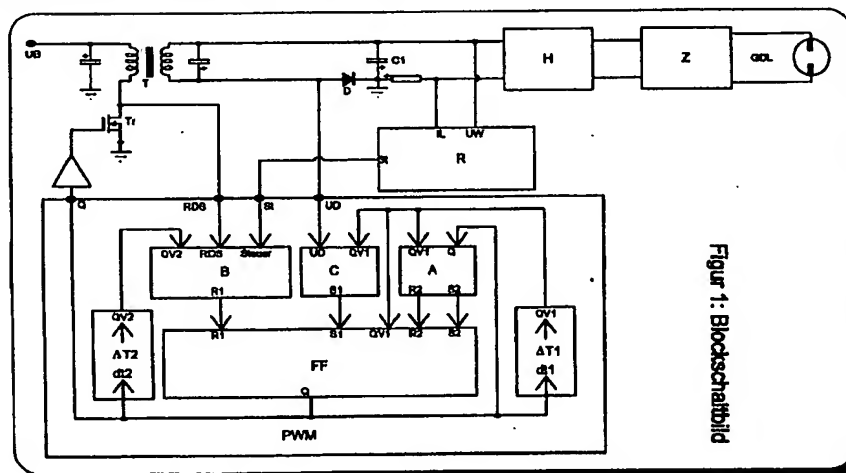 UB
T
D
C1
H
Z
GDL
Tr
IL UW
St
R
Q
RDS
St
UD
QV2 RDS Steuer
B
R1
UD QV1
C
S1
QV1 Q
A
R2 S2
QV2
ΔT2
dt2
R1 S1 QV1 R2 S2
FF
Q
QV1
ΔT1
dt1
PWM
Figur 1: Blockschaltbild